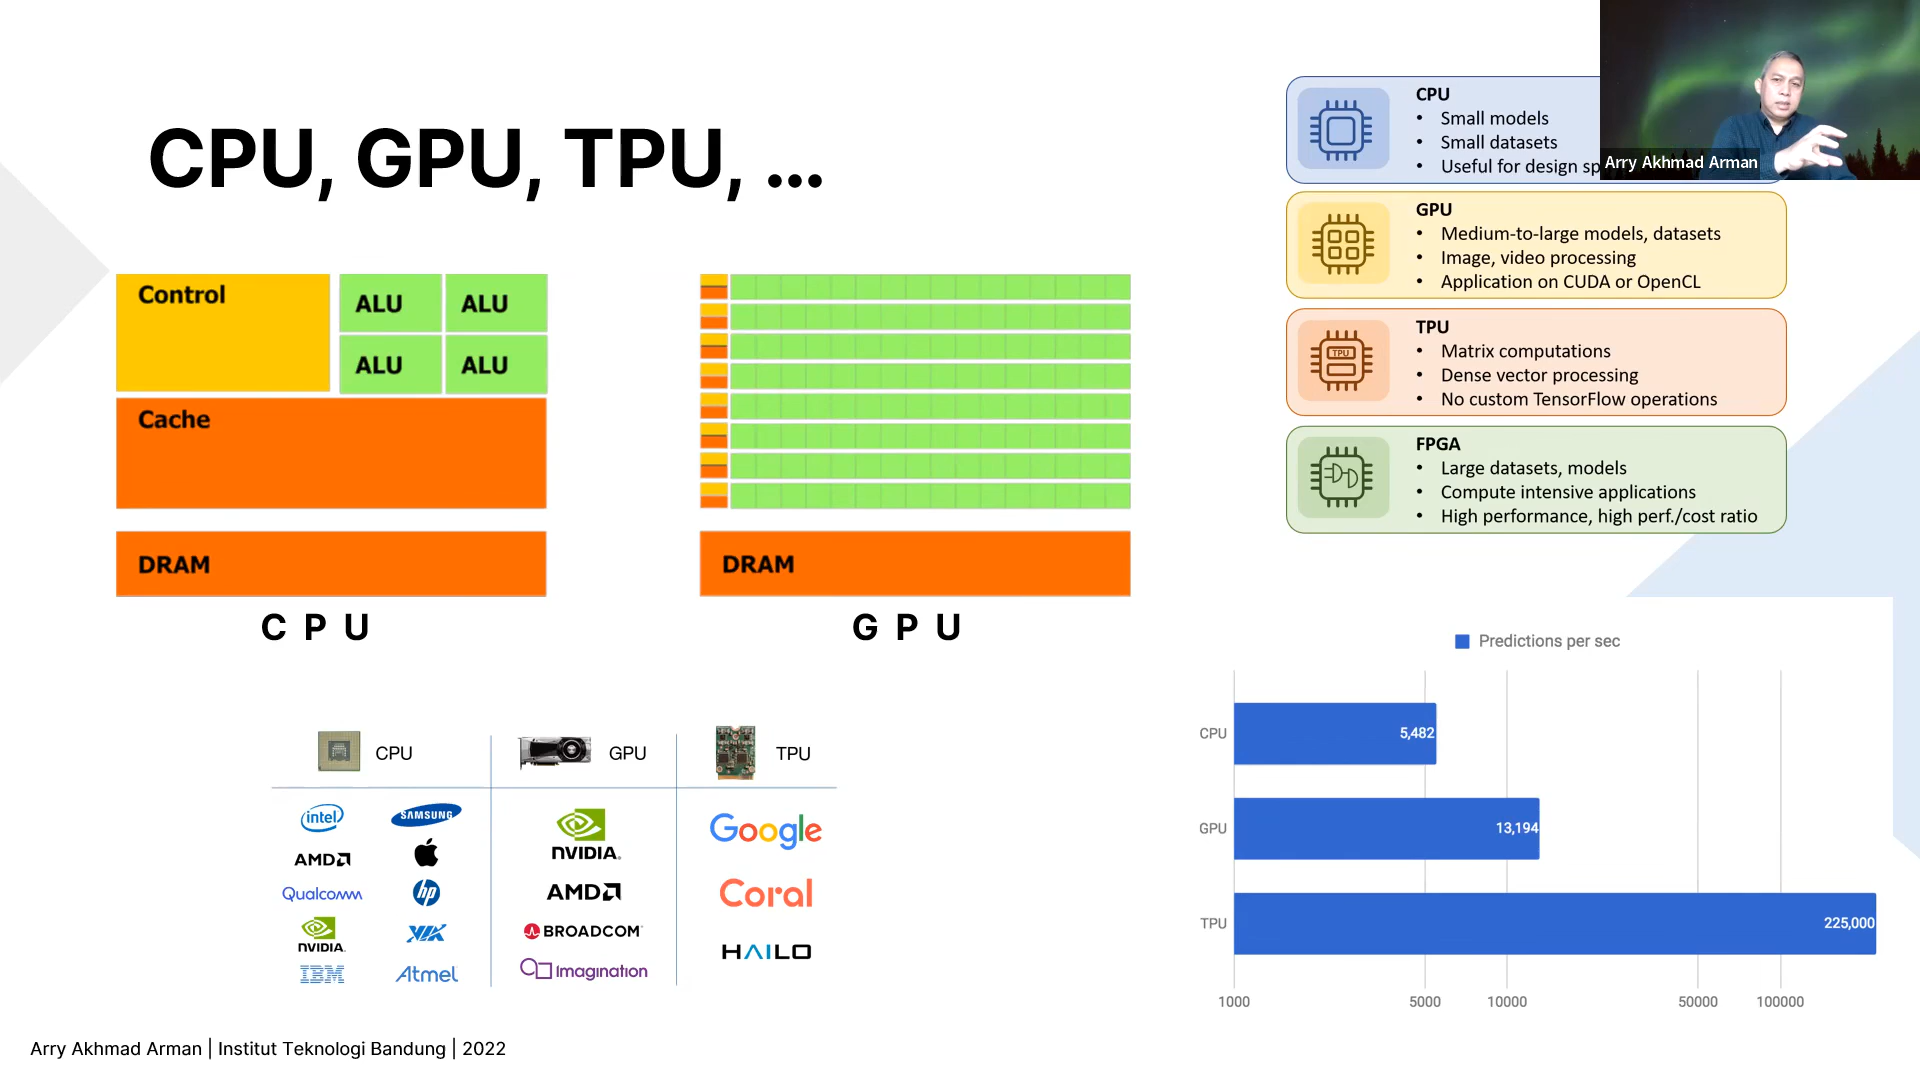 CPU, GPU, TPU, ...
Control
ALU
ALU
ALU
ALU
Cache
DRAM
C P U
DRAM
G P U
CPU
• Small models
• Small datasets
• Useful for design sp
Arry Akhmad Arman
GPU
• Medium-to-large models, datasets
• Image, video processing
• Application on CUDA or OpenCL
TPU
TPU
• Matrix computations
• Dense vector processing
• No custom TensorFlow operations
FPGA
• Large datasets, models
• Compute intensive applications
• High performance, high perf./cost ratio
CPU
GPU
TPU
intel
SAMSUNG
AMD
Qualcomm
hp
NVIDIA.
VIA
IBM
Atmel
NVIDIA.
AMD
BROADCOM
Imagination
Google
Coral
HAILO
Predictions per sec
CPU
5,482
GPU
13,194
TPU
225,000
1000
5000
10000
50000
100000
Arry Akhmad Arman | Institut Teknologi Bandung | 2022